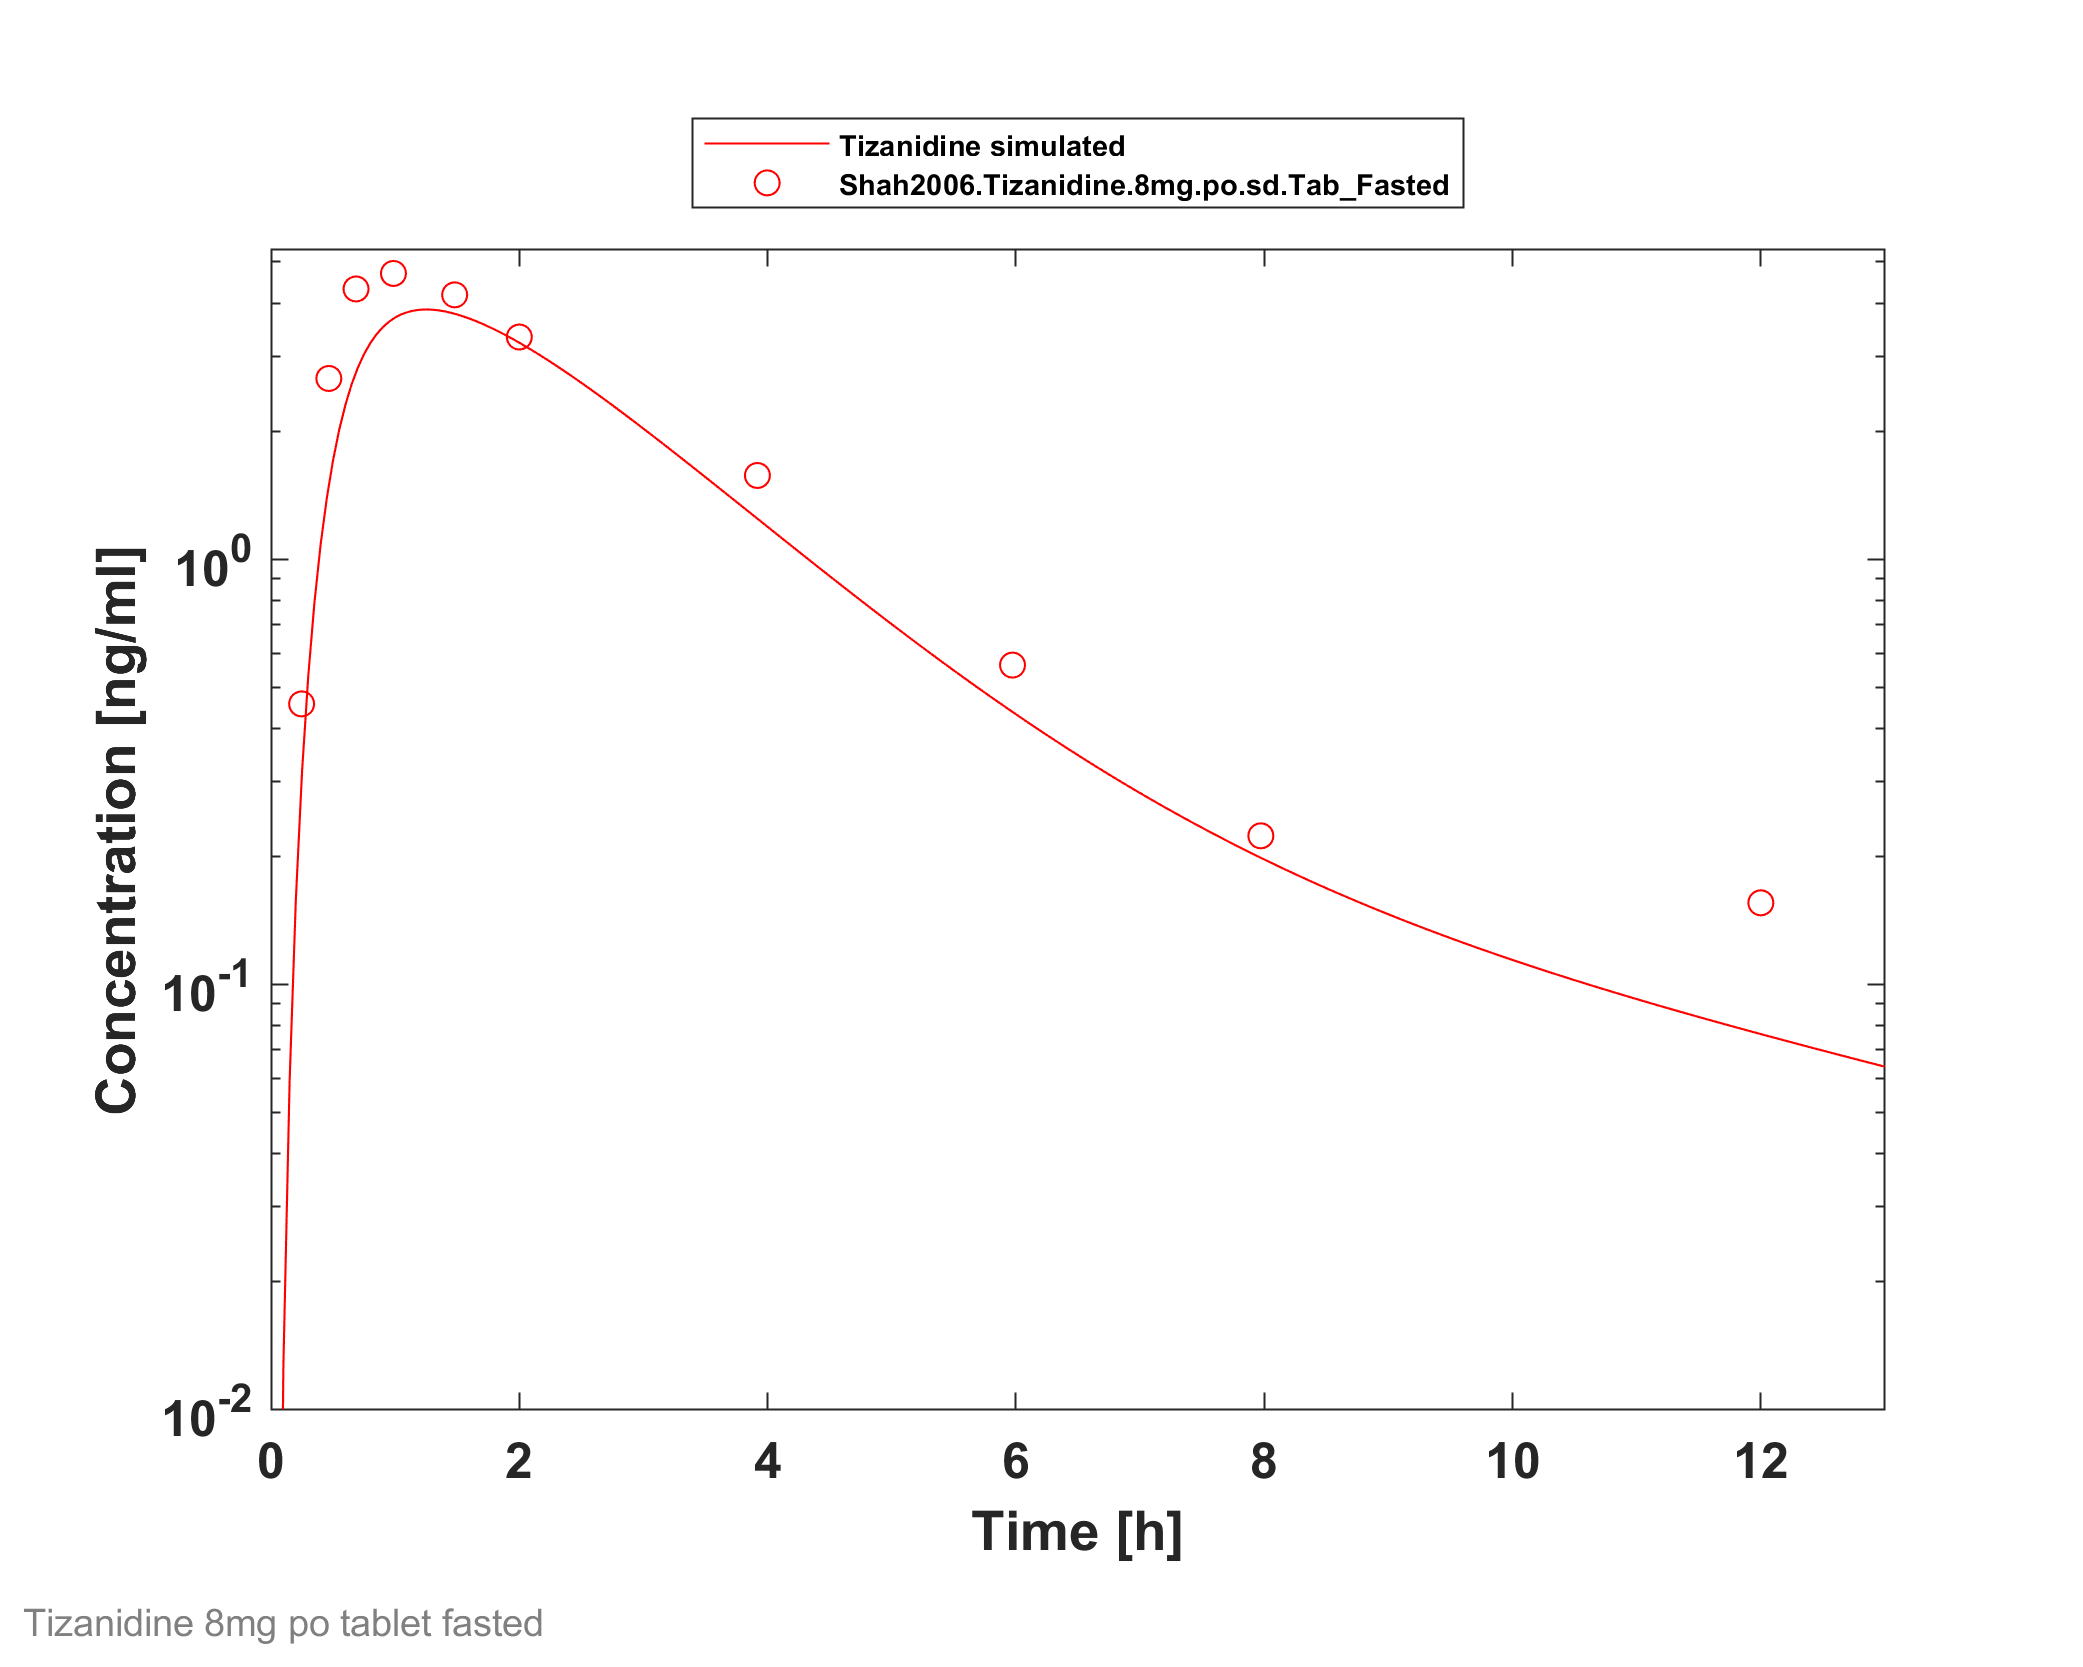 Tizanidine simulated
Shah2006.Tizanidine.8mg.po.sd.Tab_Fasted
Concentration [ng/ml]
10^0
10^-1
10^-2
0 2 4 6 8 10 12
Time [h]
Tizanidine 8mg po tablet fasted